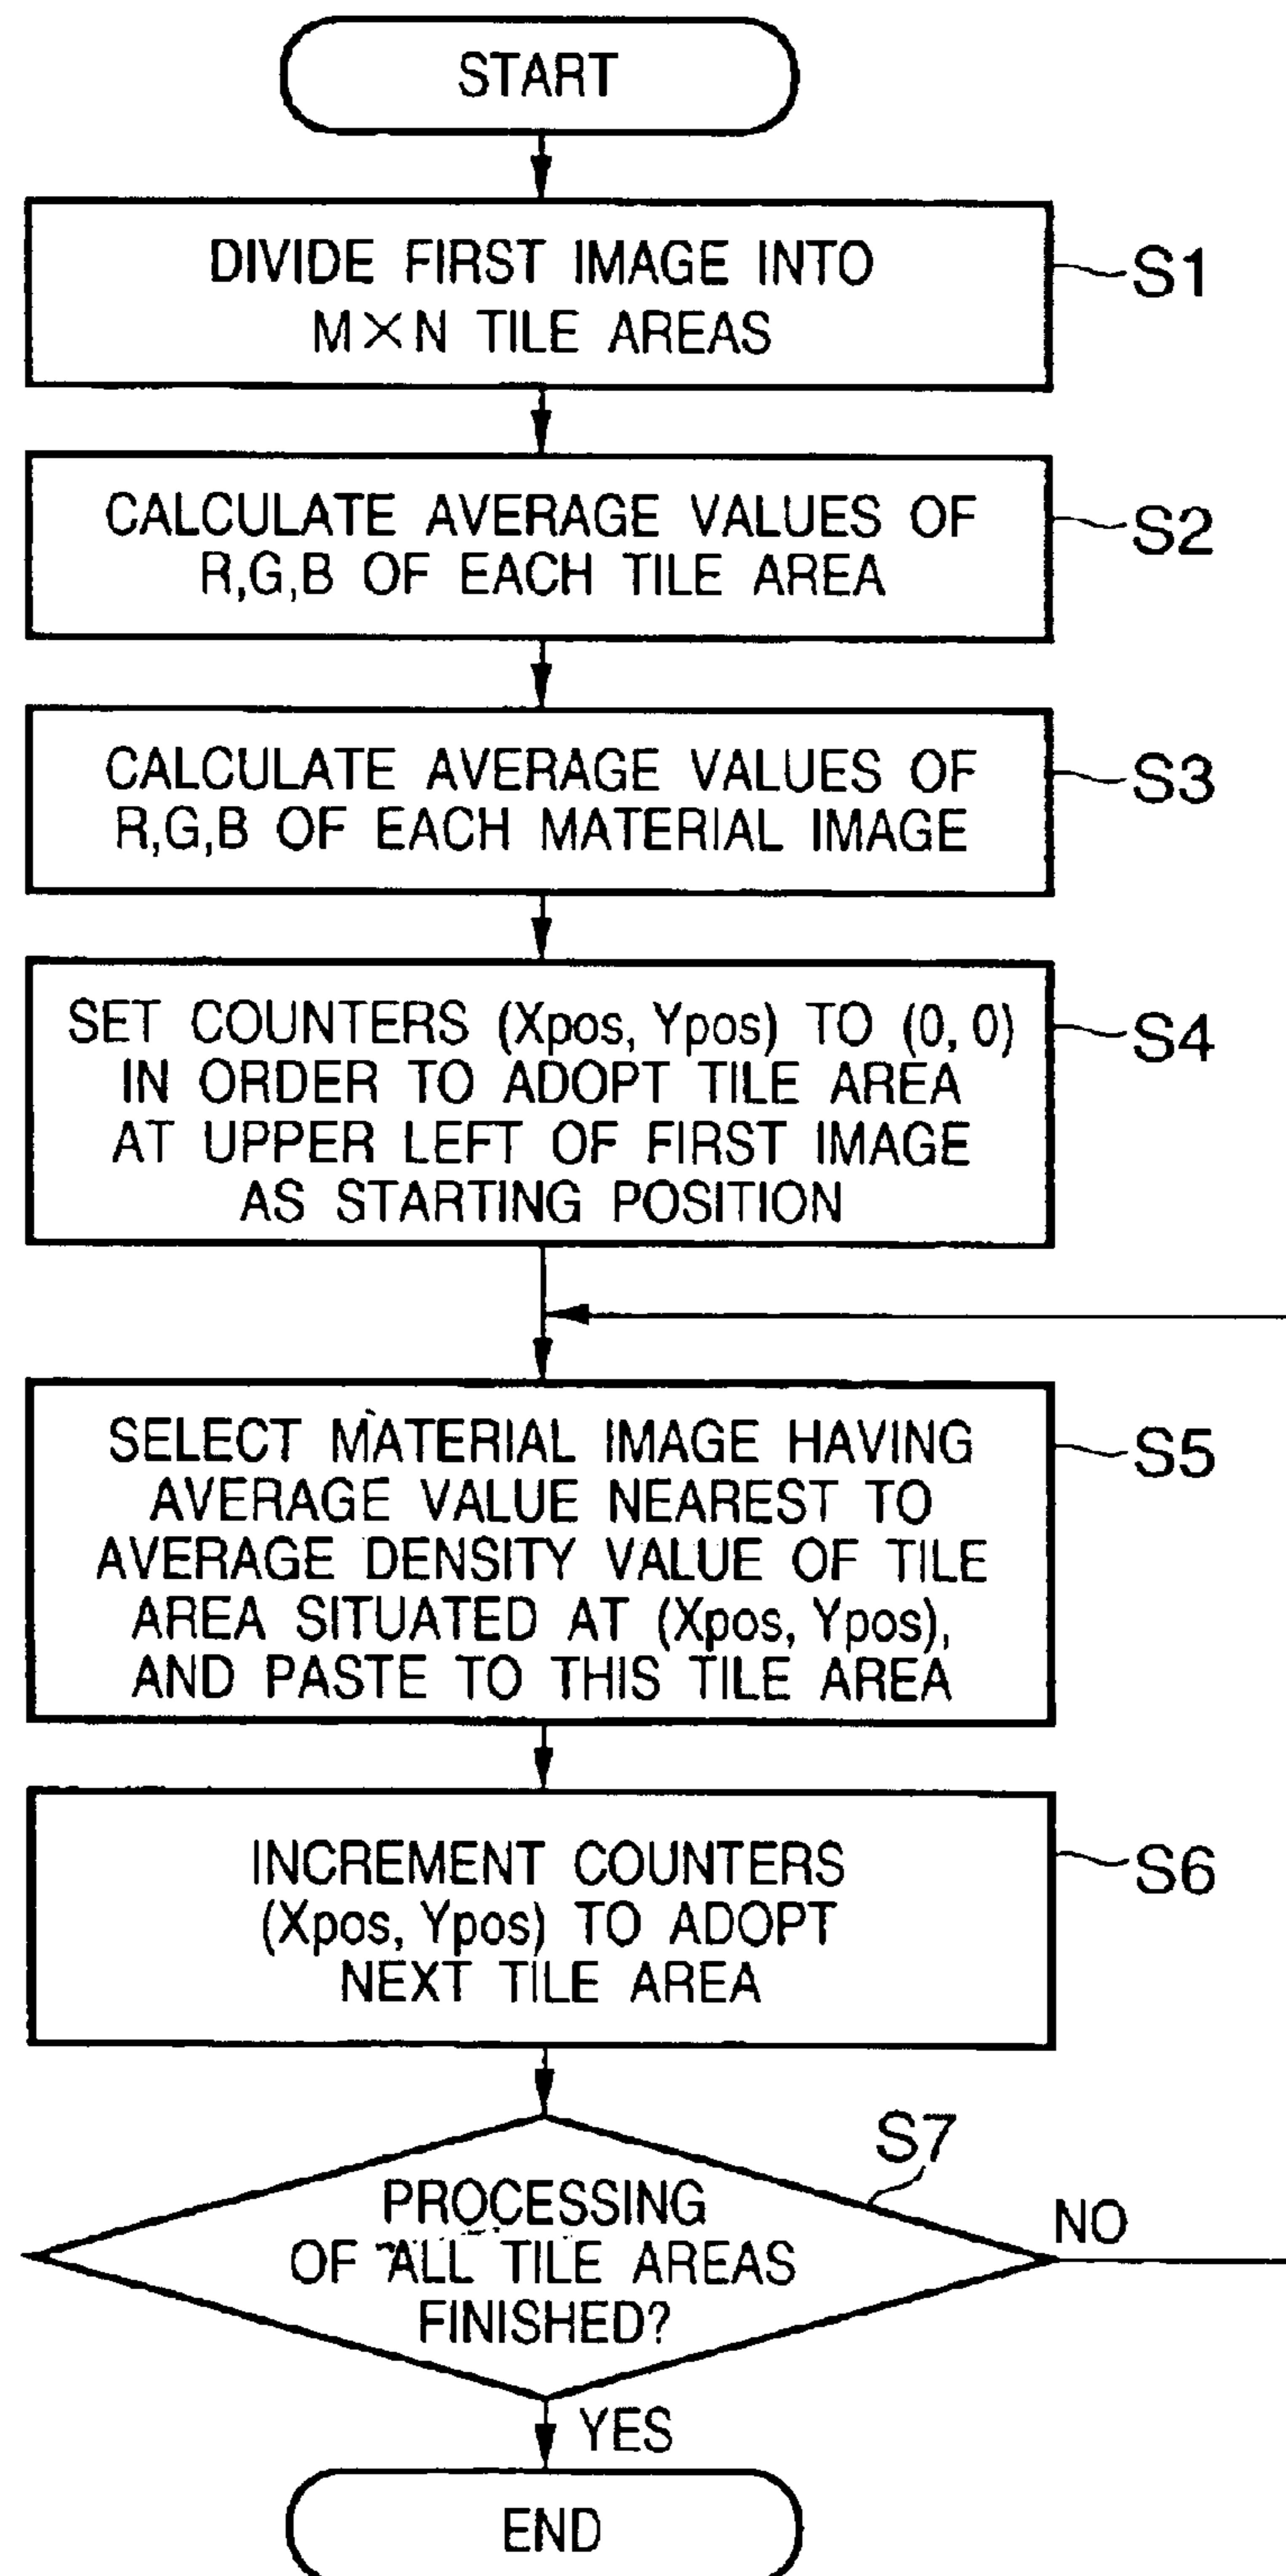 START
DIVIDE FIRST IMAGE INTO
M×N TILE AREAS
S1
CALCULATE AVERAGE VALUES OF
R,G,B OF EACH TILE AREA
S2
CALCULATE AVERAGE VALUES OF
R,G,B OF EACH MATERIAL IMAGE
S3
SET COUNTERS (Xpos, Ypos) TO (0, 0)
IN ORDER TO ADOPT TILE AREA
AT UPPER LEFT OF FIRST IMAGE
AS STARTING POSITION
S4
SELECT MATERIAL IMAGE HAVING
AVERAGE VALUE NEAREST TO
AVERAGE DENSITY VALUE OF TILE
AREA SITUATED AT (Xpos, Ypos),
AND PASTE TO THIS TILE AREA
S5
INCREMENT COUNTERS
(Xpos, Ypos) TO ADOPT
NEXT TILE AREA
S6
S7
PROCESSING
OF ALL TILE AREAS
FINISHED?
NO
YES
END